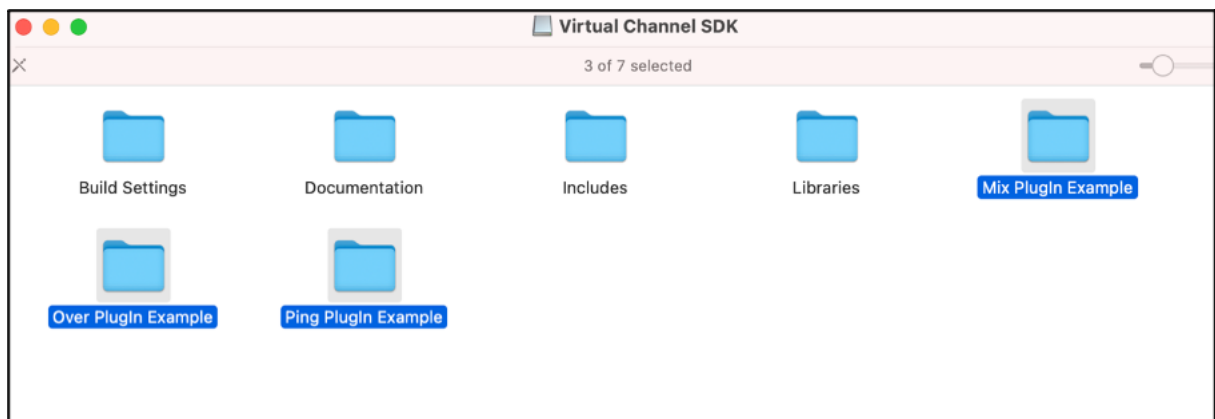 Virtual Channel SDK
3 of 7 selected
Build Settings
Documentation
Includes
Libraries
Mix PlugIn Example
Over PlugIn Example
Ping PlugIn Example